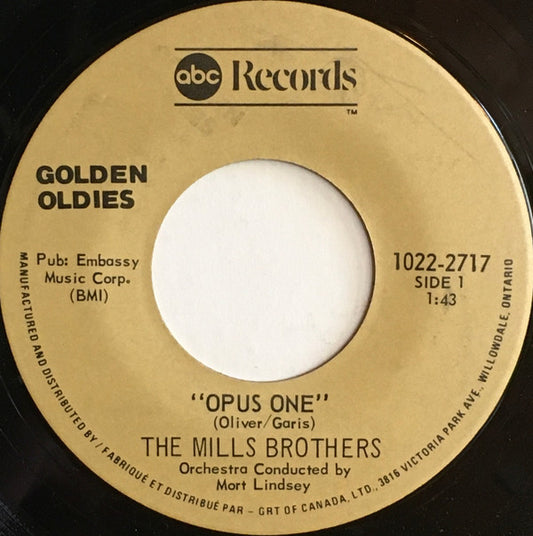 abc Records
TM
GOLDEN
OLDIES
Pub: Embassy
Music Corp.
(BMI)
1022-2717
SIDE 1
1:43
"OPUS ONE"
(Oliver/Garis)
THE MILLS BROTHERS
Orchestra Conducted by
Mort Lindsey
MANUFACTURED AND DISTRIBUTED BY / FABRIQUÉ ET DISTRIBUÉ PAR - GRT OF CANADA, LTD., 3816 VICTORIA PARK AVE., WILLOWDALE, ONTARIO